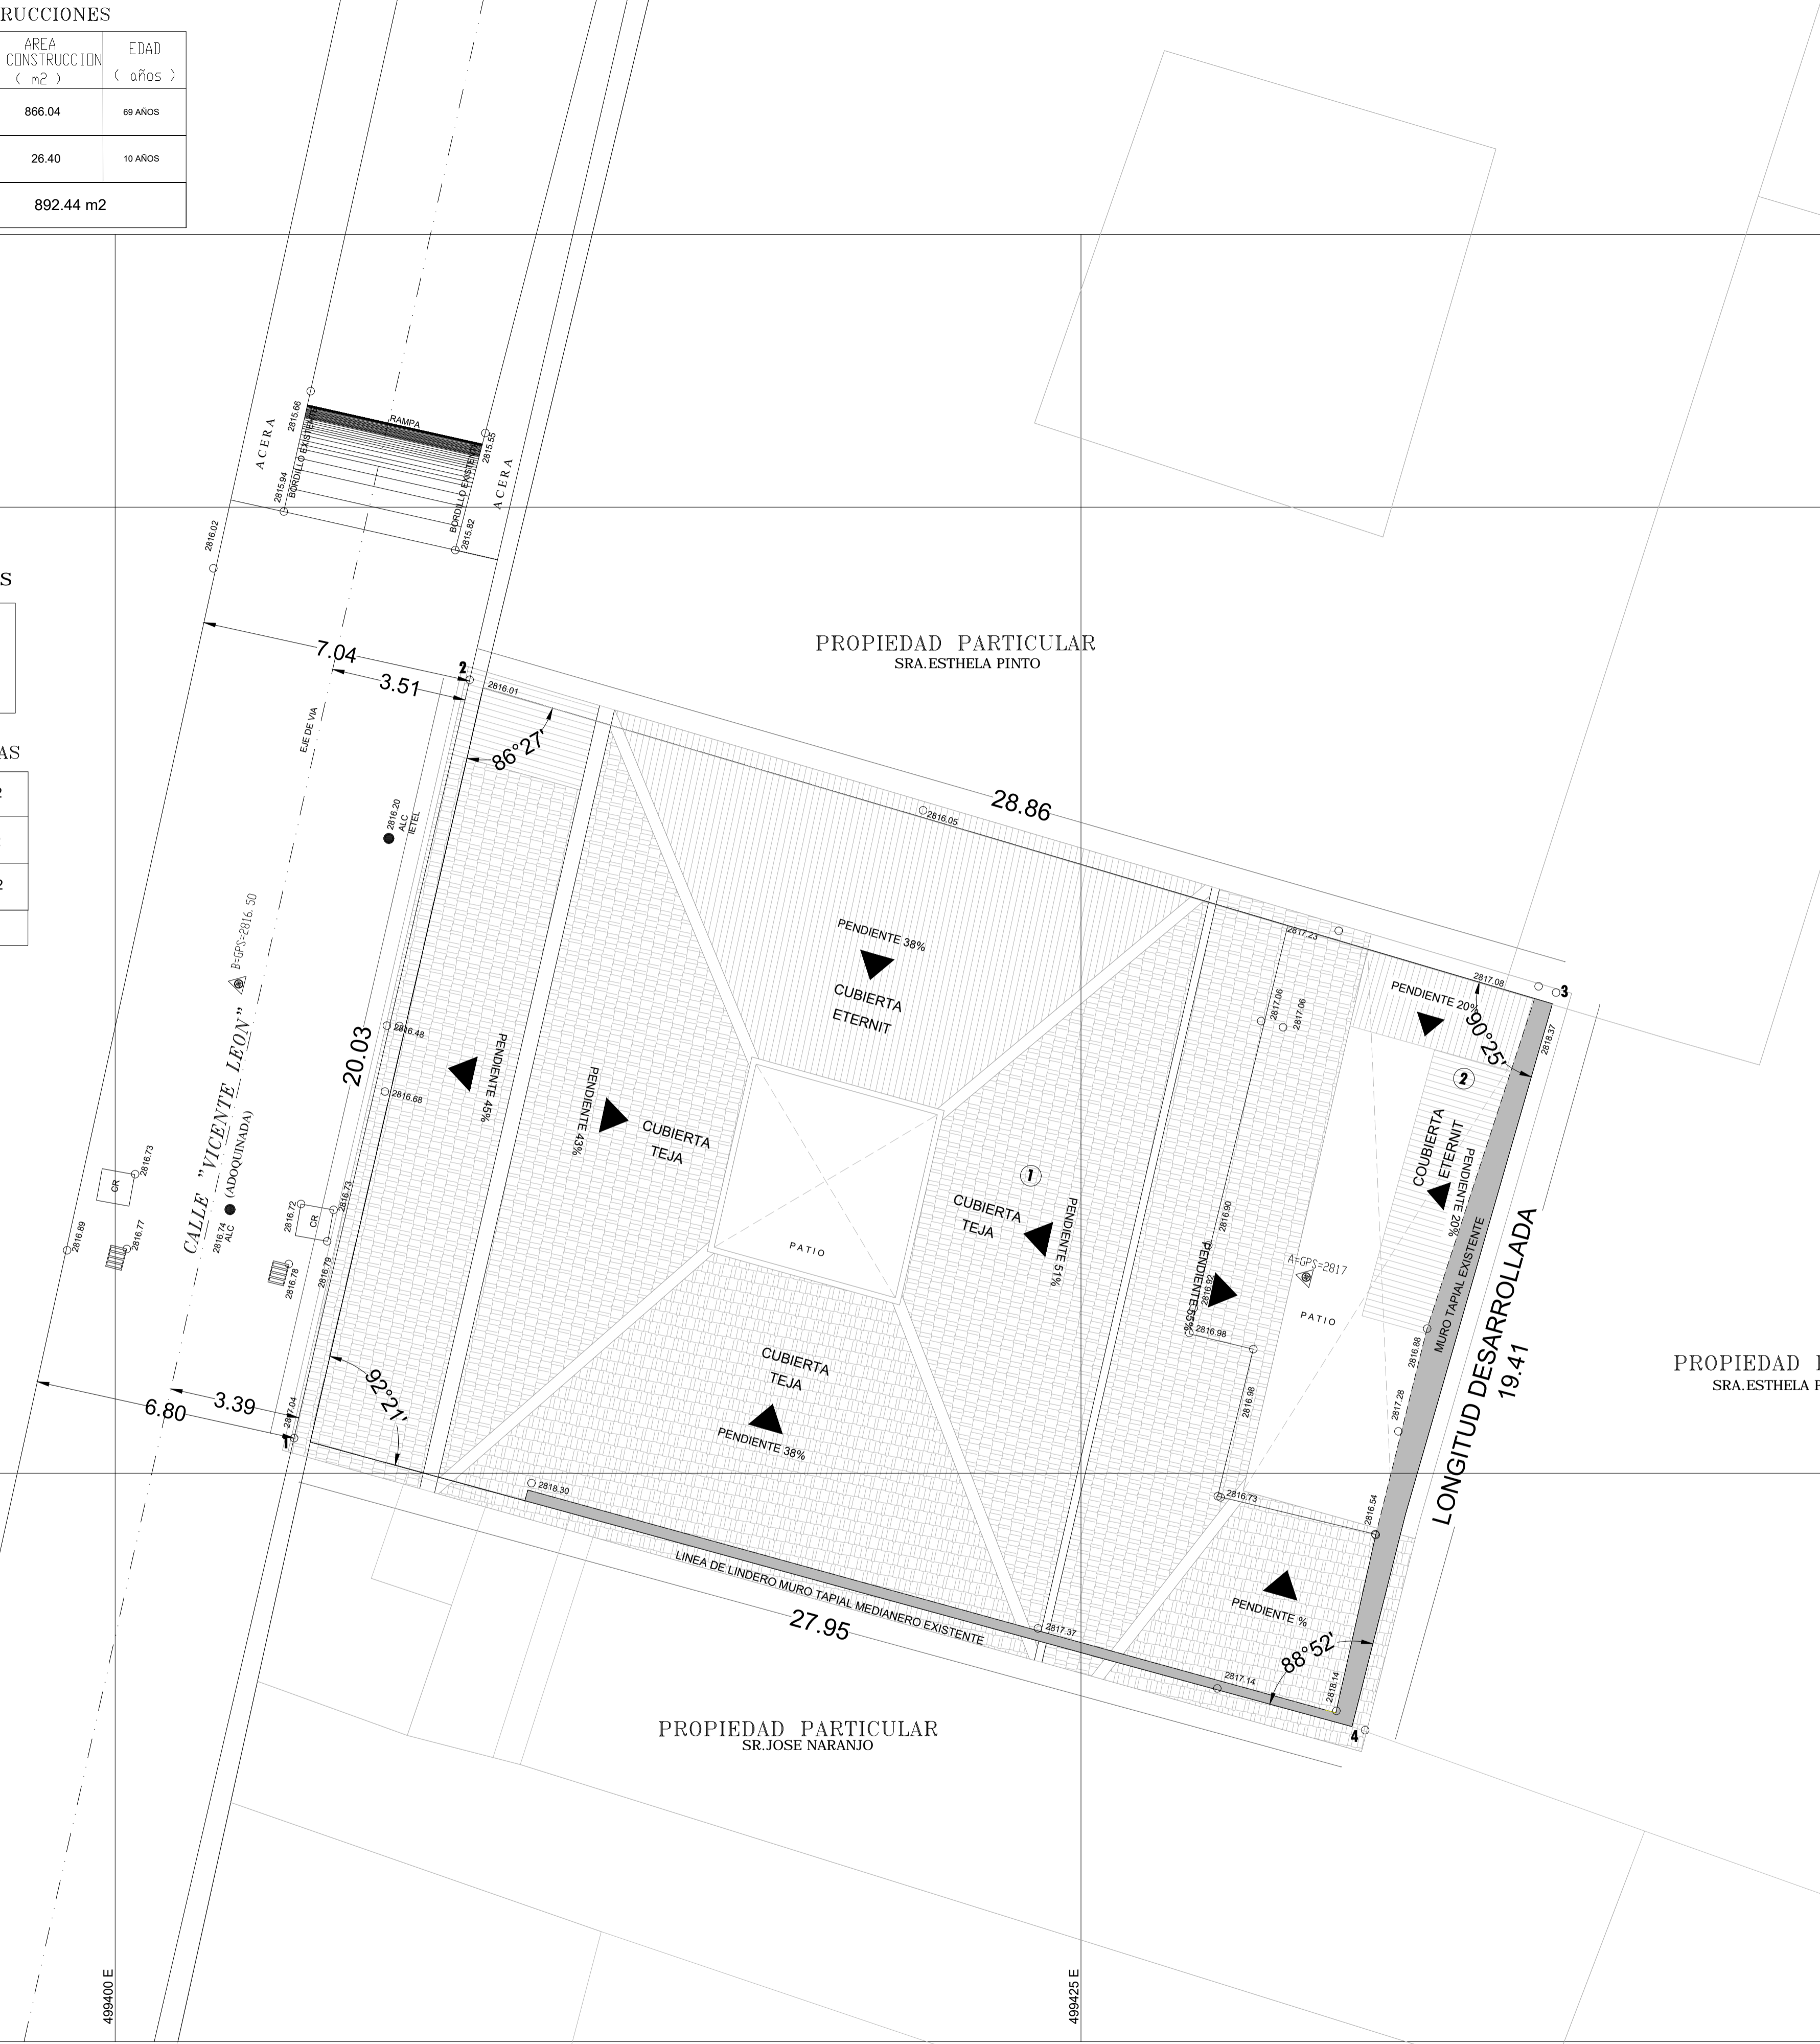 RUCCIONES
AREA
CONSTRUCCION
( m2 )
EDAD
( años )
866.04
69 AÑOS
26.40
10 AÑOS
892.44 m2
S
AS
2
2
ACERA
2815.66
BORDILLO EXISTENTE
RAMPA
2815.55
BORDILLO EXISTENTE
ACERA
2815.94
2815.82
2816.02
7.04
3.51
2
2816.01
86°27'
EJE DE VIA
PROPIEDAD PARTICULAR
SRA.ESTHELA PINTO
28.86
2816.20
ALC
IETEL
2816.05
B=GPS=2816.50
PENDIENTE 38%
CUBIERTA
ETERNIT
2817.23
2817.08
3
PENDIENTE 20%
90°25'
2818.37
2817.06
2817.06
20.03
2816.48
2816.68
PENDIENTE 45%
PENDIENTE 43%
CUBIERTA
TEJA
2
COUBIERTA
ETERNIT
PENDIENTE 20%
CALLE "VICENTE LEON"
(ADOQUINADA)
2816.74
ALC
CR
2816.73
2816.89
2816.77
2816.72
CR
2816.73
2816.79
2816.78
1
CUBIERTA
TEJA
PENDIENTE 51%
PATIO
2816.90
PENDIENTE 55%
2816.92
2816.98
2816.98
A=GPS=2817
PATIO
2816.88
MURO TAPIAL EXISTENTE
2817.28
LONGITUD DESARROLLADA
19.41
PROPIEDAD
SRA.ESTHELA
6.80
3.39
2817.04
1
92°21'
CUBIERTA
TEJA
PENDIENTE 38%
2818.30
2816.73
2816.54
LINEA DE LINDERO MURO TAPIAL MEDIANERO EXISTENTE
27.95
2817.37
PENDIENTE %
88°52'
2817.14
2818.14
4
PROPIEDAD PARTICULAR
SR.JOSE NARANJO
499400 E
499425 E